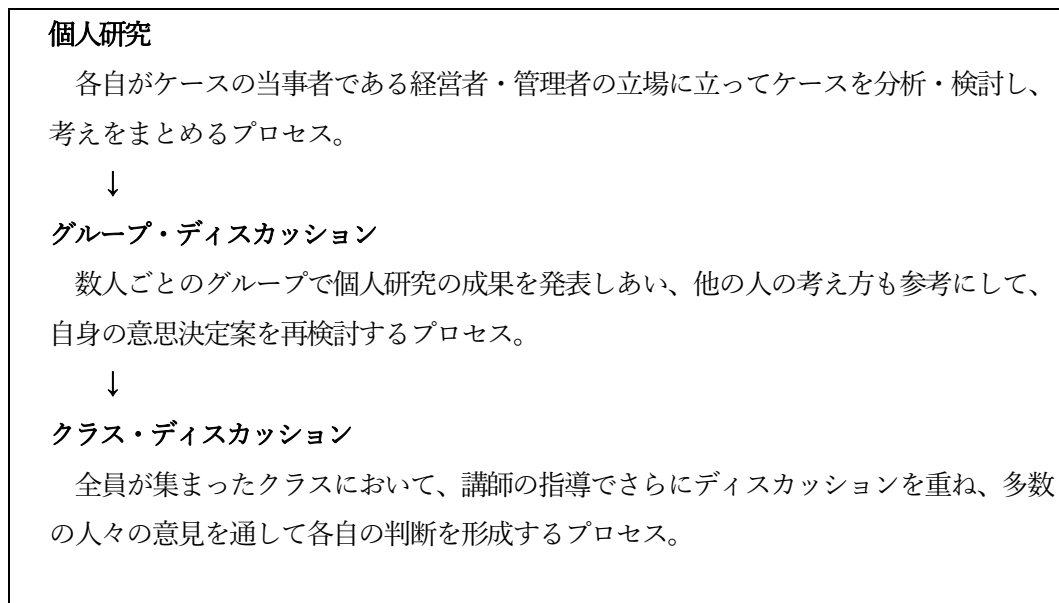 個人研究
各自がケースの当事者である経営者・管理者の立場に立ってケースを分析・検討し、
考えをまとめるプロセス。
↓
グループ・ディスカッション
数人ごとのグループで個人研究の成果を発表しあい、他の人の考え方も参考にして、
自身の意思決定案を再検討するプロセス。
↓
クラス・ディスカッション
全員が集まったクラスにおいて、講師の指導でさらにディスカッションを重ね、多数
の人々の意見を通して各自の判断を形成するプロセス。